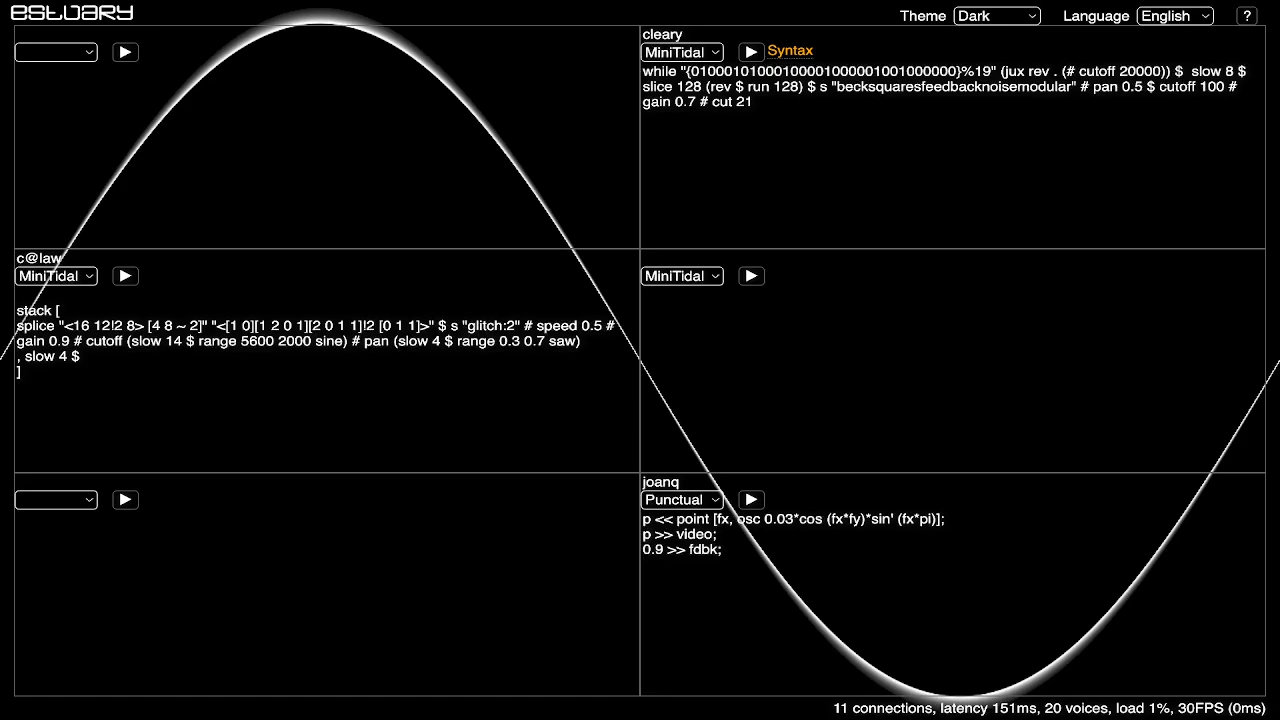 estuary
Theme Dark Language English ?
cleary
MiniTidal Syntax
while "{0100010100010000100000100100000}%19" (jux rev . (# cutoff 20000)) $ slow 8 $
slice 128 (rev $ run 128) $ s "becksquaresfeedbacknoisemodular" # pan 0.5 $ cutoff 100 #
gain 0.7 # cut 21
c@law
MiniTidal
stack [
splice "<16 12!2 8> [4 8 ~ 2]" "<[1 0][1 2 0 1][2 0 1 1]!2 [0 1 1]>" $ s "glitch:2" # speed 0.5 #
gain 0.9 # cutoff (slow 14 $ range 5600 2000 sine) # pan (slow 4 $ range 0.3 0.7 saw)
, slow 4 $
]
MiniTidal
joanq
Punctual
p << point [fx, osc 0.03*cos (fx*fy)*sin' (fx*pi)];
p >> video;
0.9 >> fdbk;
11 connections, latency 151ms, 20 voices, load 1%, 30FPS (0ms)